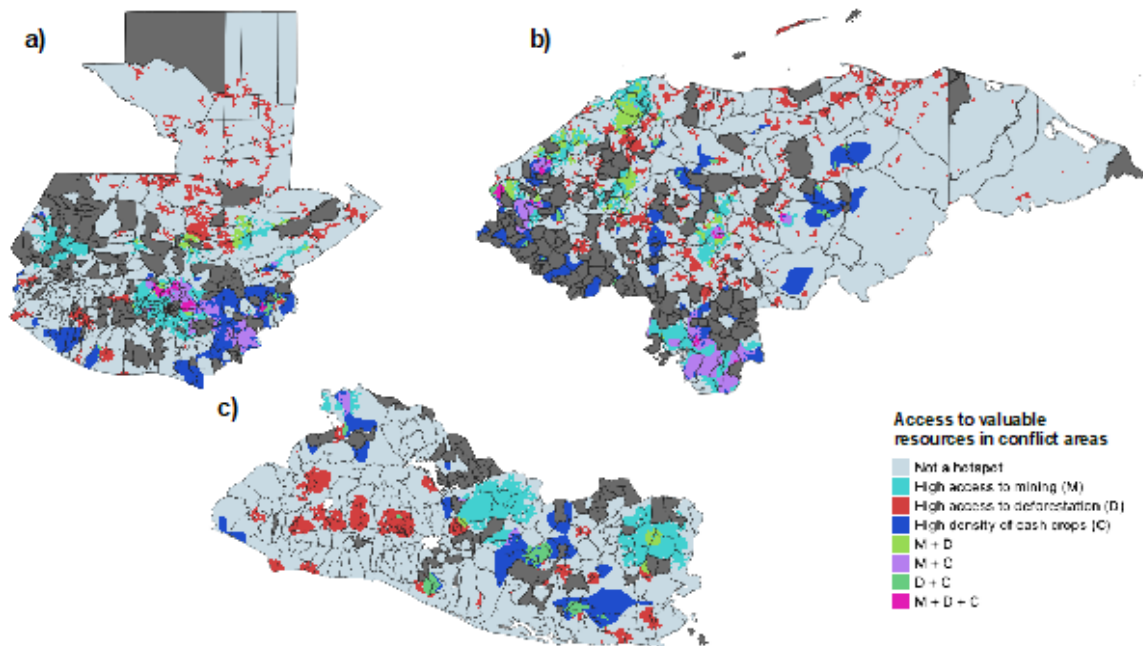 a)
b)
c)
Access to valuable
resources in conflict areas
Not a hotspot
High access to mining (M)
High access to deforestation (D)
High density of cash crops (C)
M + D
M + C
D + C
M + D + C